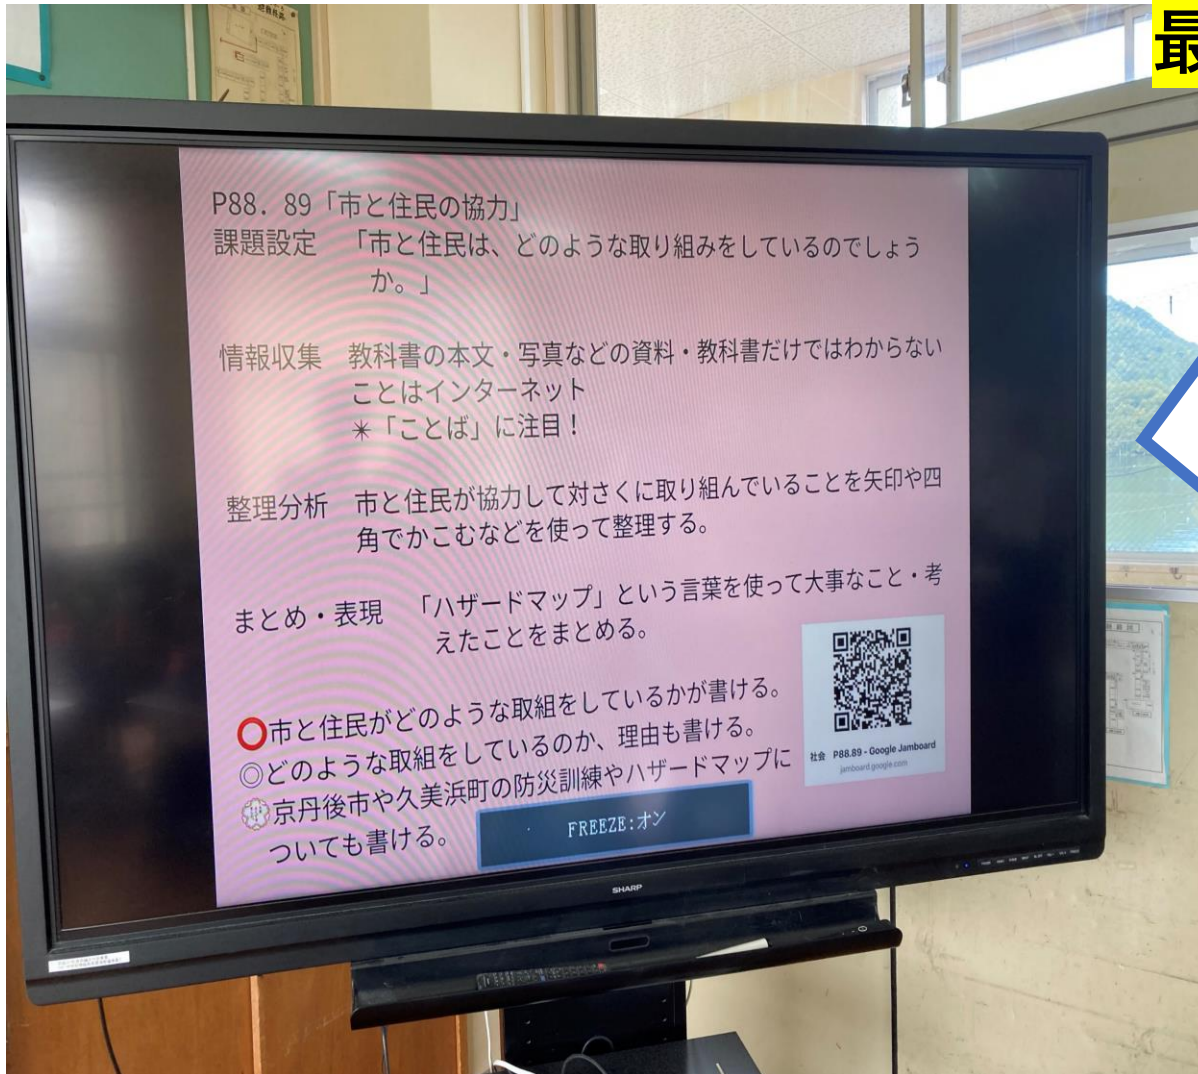 最
P88. 89「市と住民の協力」
課題設定 「市と住民は、どのような取り組みをしているのでしょう
か。」
情報収集 教科書の本文・写真などの資料・教科書だけではわからない
ことはインターネット
＊「ことば」に注目！
整理分析 市と住民が協力して対さくに取り組んでいることを矢印や四
角でかこむなどを使って整理する。
まとめ・表現 「ハザードマップ」という言葉を使って大事なこと・考
えたことをまとめる。
⭕市と住民がどのような取組をしているかが書ける。
◎どのような取組をしているのか、理由も書ける。
💮京丹後市や久美浜町の防災訓練やハザードマップに
ついても書ける。
社会 P88.89 - Google Jamboard
jamboard.google.com
FREEZE:オン
SHARP